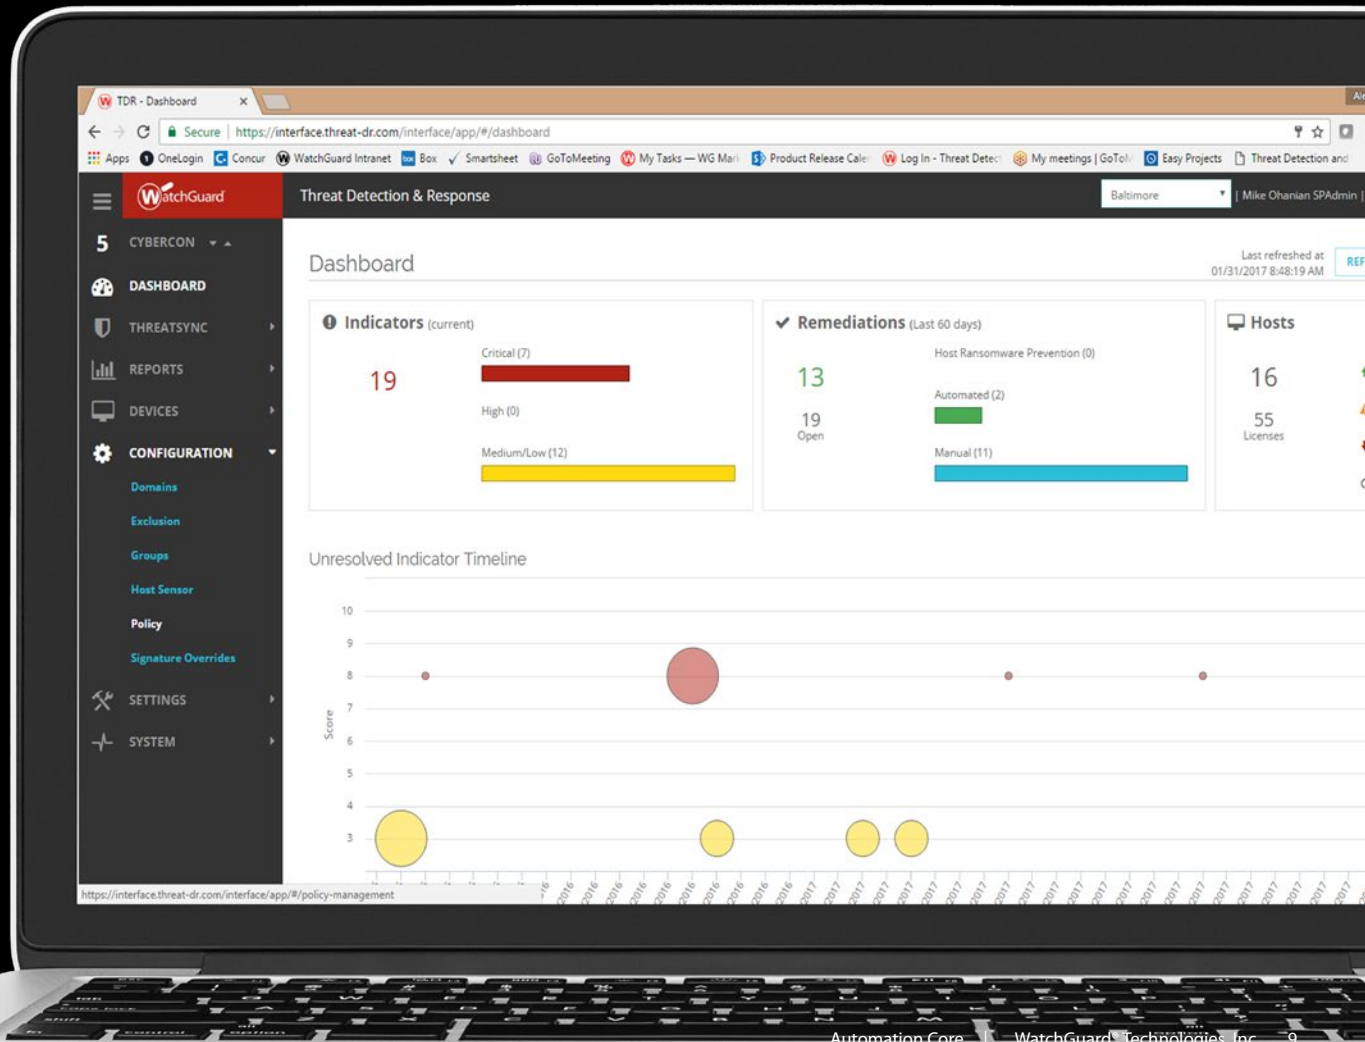 TDR - Dashboard
Secure | https://interface.threat-dr.com/interface/app/#/dashboard
Apps OneLogin Concur WatchGuard Intranet Box Smartsheet GoToMeeting My Tasks — WG Mar Product Release Cale Log In - Threat Detec My meetings | GoTo Easy Projects Threat Detection and
WatchGuard
Threat Detection & Response
Baltimore
| Mike Ohanian SPAdmin |
5 CYBERCON
DASHBOARD
THREATSYNC
REPORTS
DEVICES
CONFIGURATION
Domains
Exclusion
Groups
Host Sensor
Policy
Signature Overrides
SETTINGS
SYSTEM
https://interface.threat-dr.com/interface/app/#/policy-management
Dashboard
Last refreshed at
01/31/2017 8:48:19 AM
REF
Indicators (current)
19
Critical (7)
High (0)
Medium/Low (12)
Remediations (Last 60 days)
13
19
Open
Host Ransomware Prevention (0)
Automated (2)
Manual (11)
Hosts
16
55
Licenses
Unresolved Indicator Timeline
Score
10
9
8
7
6
5
4
3
Automation Core | WatchGuard® Technologies, Inc. 9